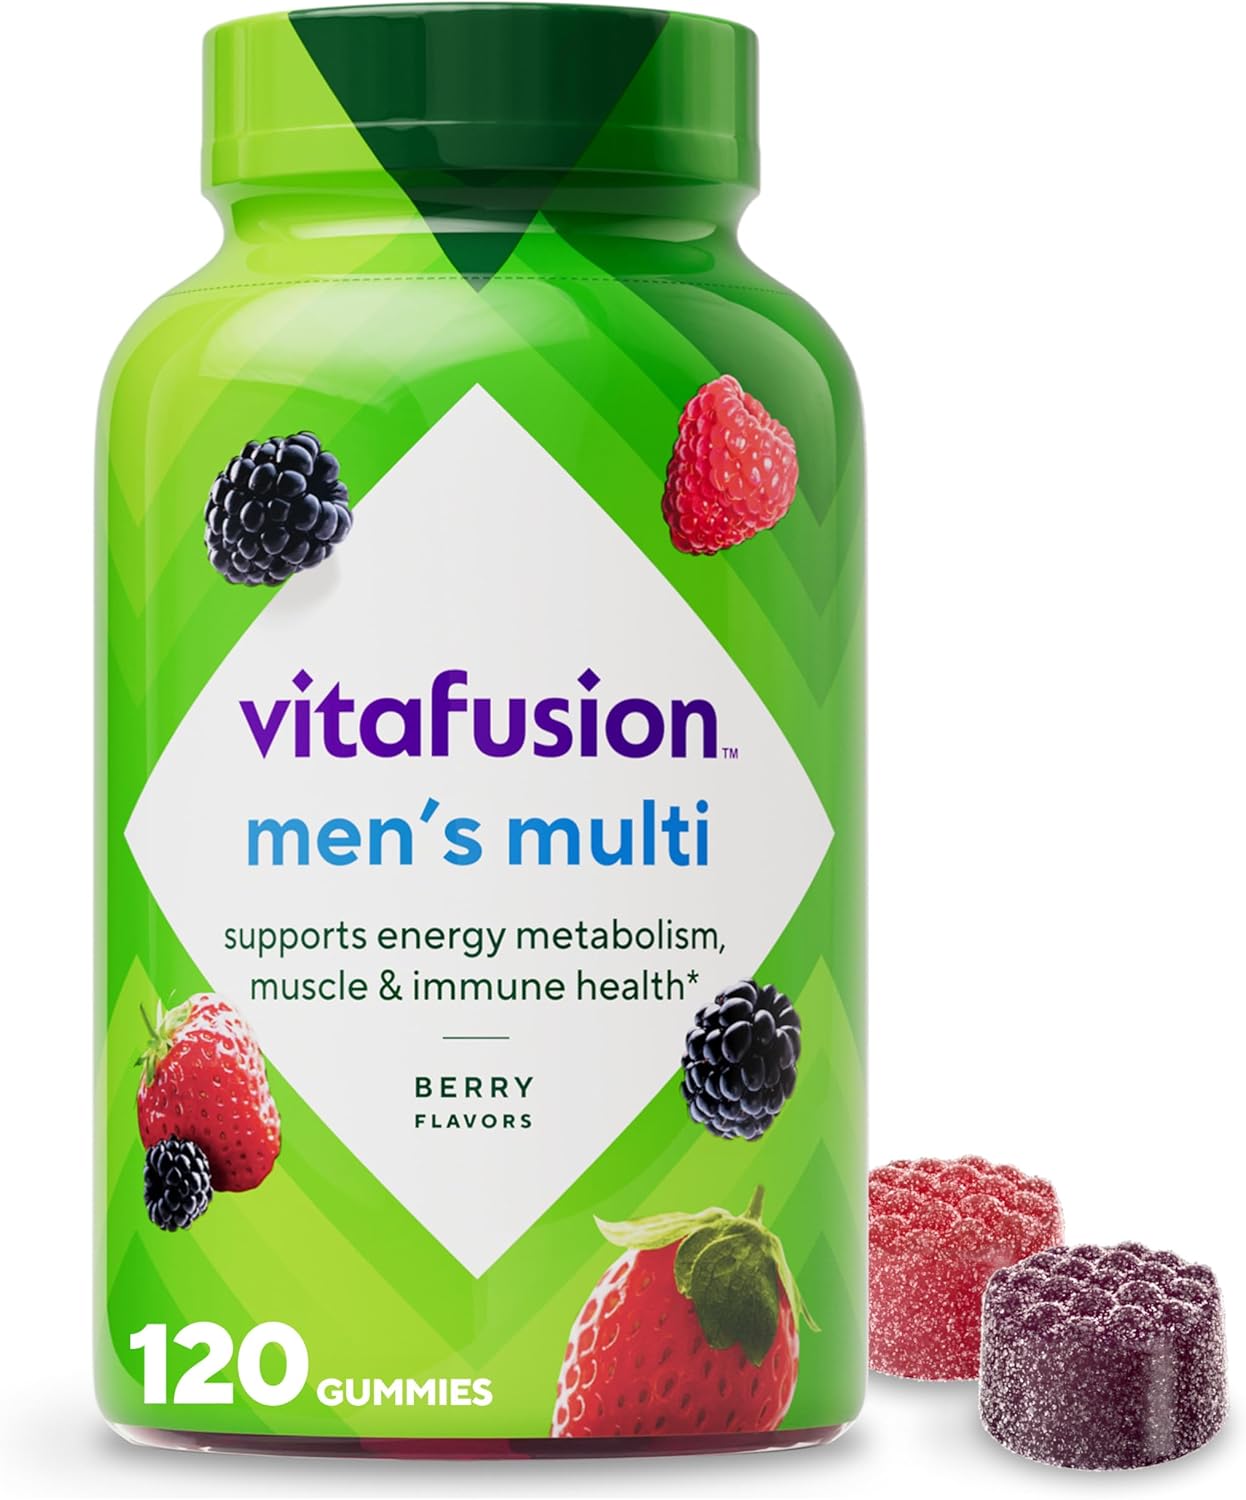 vitafusion™
men's multi
supports energy metabolism,
muscle & immune health*
BERRY
FLAVORS
120 GUMMIES